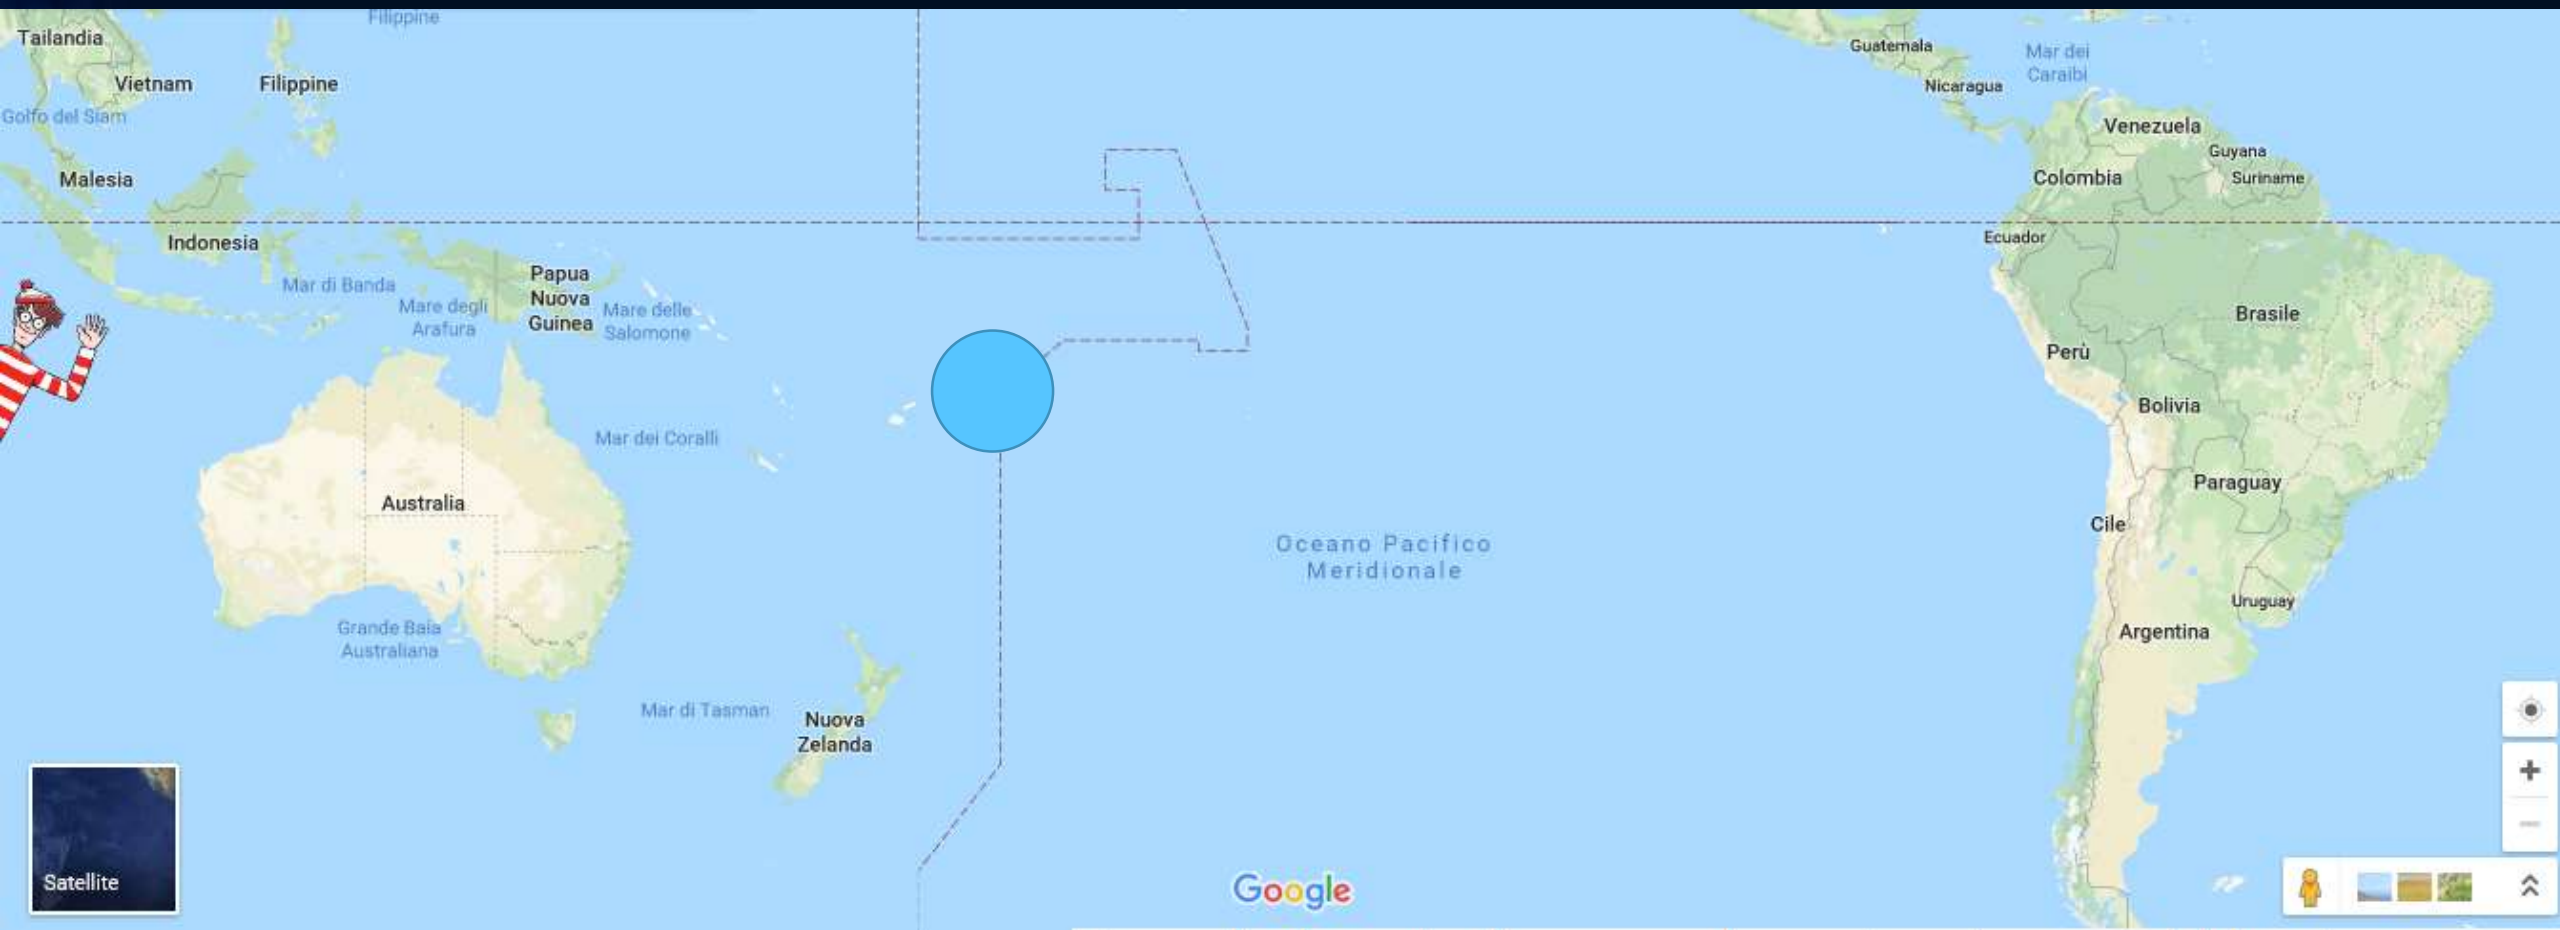 Filippine
Tailandia
Vietnam
Filippine
Golfo del Siam
Malesia
Indonesia
Mar di Banda
Mare degli
Arafura
Papua
Nuova
Guinea
Mare delle
Salomone
Mar dei Coralli
Australia
Grande Baia
Australiana
Mar di Tasman
Nuova
Zelanda
Oceano Pacifico
Meridionale
Guatemala
Nicaragua
Mar dei
Caraibi
Venezuela
Guyana
Suriname
Colombia
Ecuador
Brasile
Perù
Bolivia
Paraguay
Cile
Uruguay
Argentina
Satellite
Google